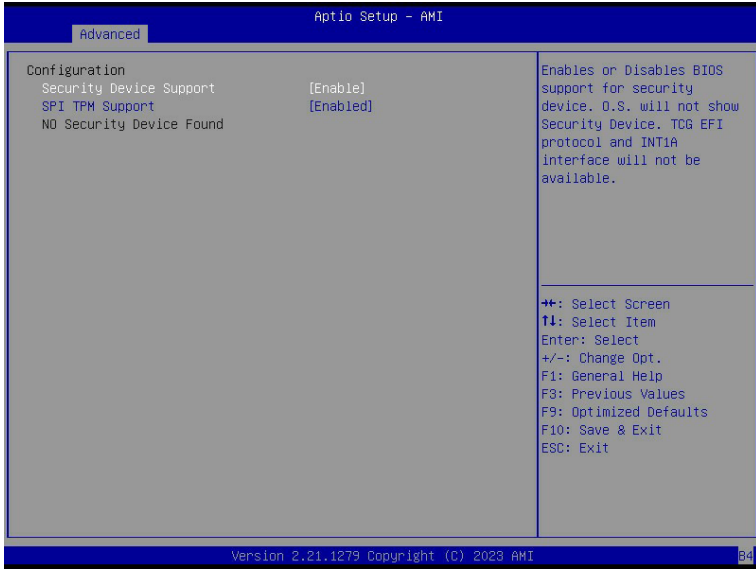 Aptio Setup – AMI
Advanced
Configuration
Security Device Support [Enable]
SPI TPM Support [Enabled]
NO Security Device Found
Enables or Disables BIOS
support for security
device. O.S. will not show
Security Device. TCG EFI
protocol and INT1A
interface will not be
available.
→←: Select Screen
↑↓: Select Item
Enter: Select
+/-: Change Opt.
F1: General Help
F3: Previous Values
F9: Optimized Defaults
F10: Save & Exit
ESC: Exit
Version 2.21.1279 Copyright (C) 2023 AMI
B4